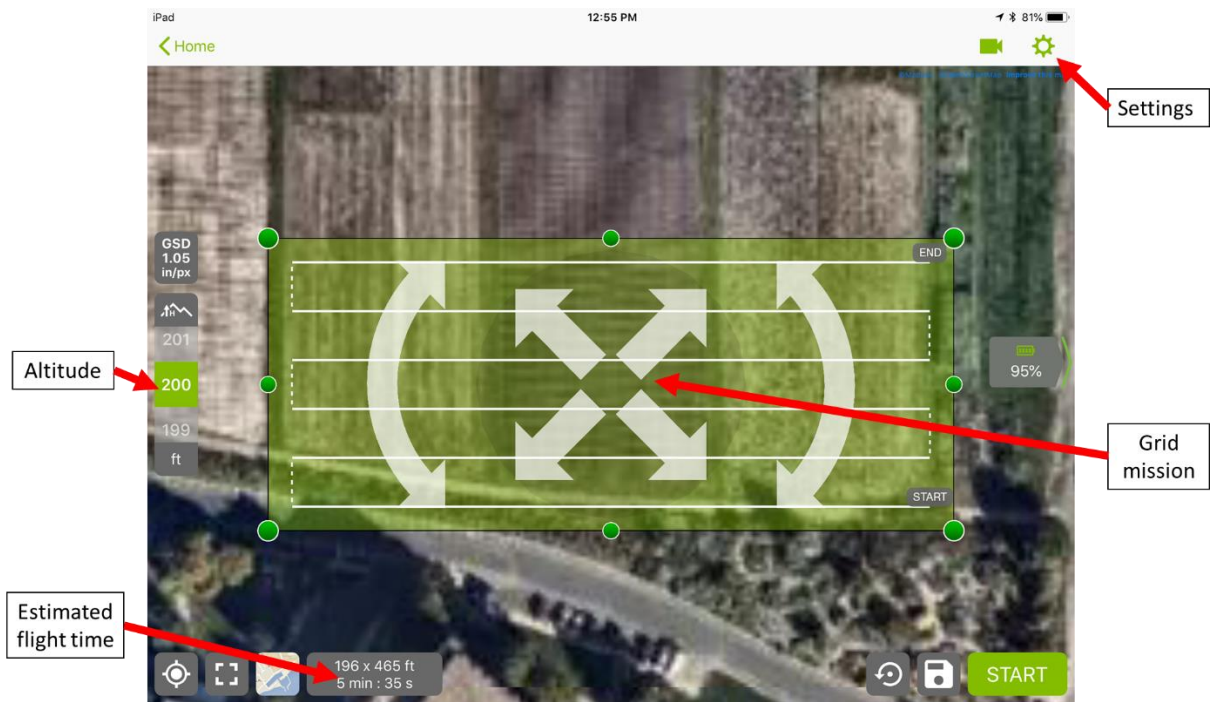 iPad
12:55 PM
81%
Home
Settings
GSD
1.05
in/px
END
201
Altitude
200
95%
199
ft
Grid
mission
START
Estimated
flight time
196 x 465 ft
5 min : 35 s
START